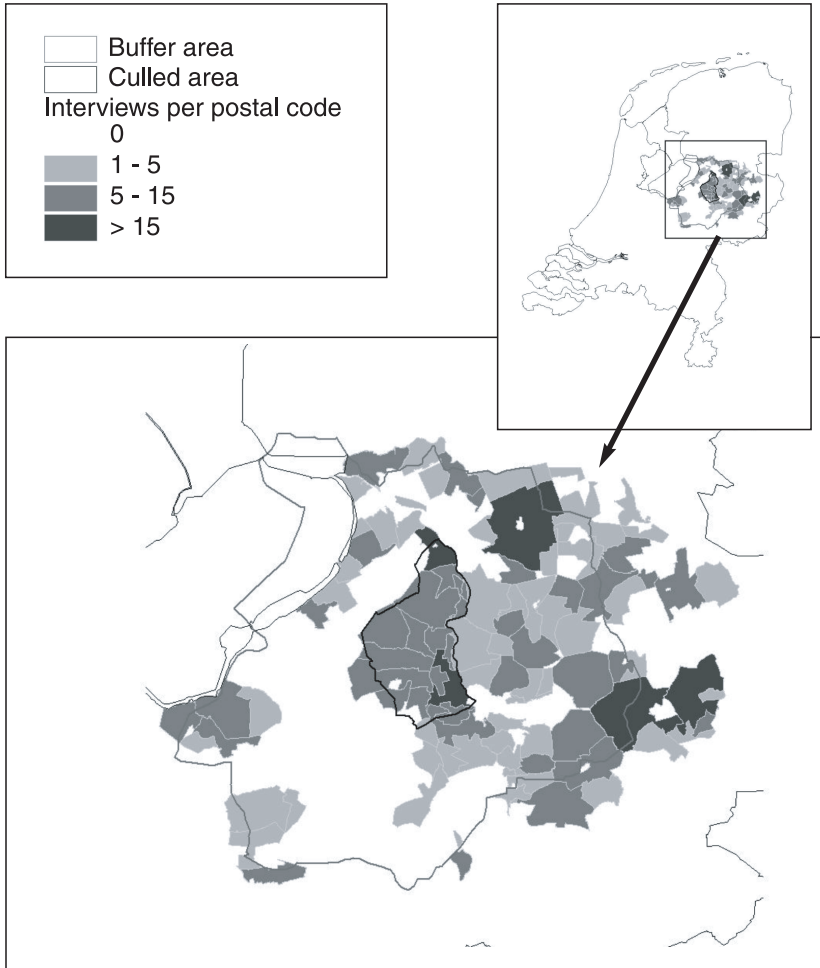 Buffer area
Culled area
Interviews per postal code
0
1 - 5
5 - 15
> 15